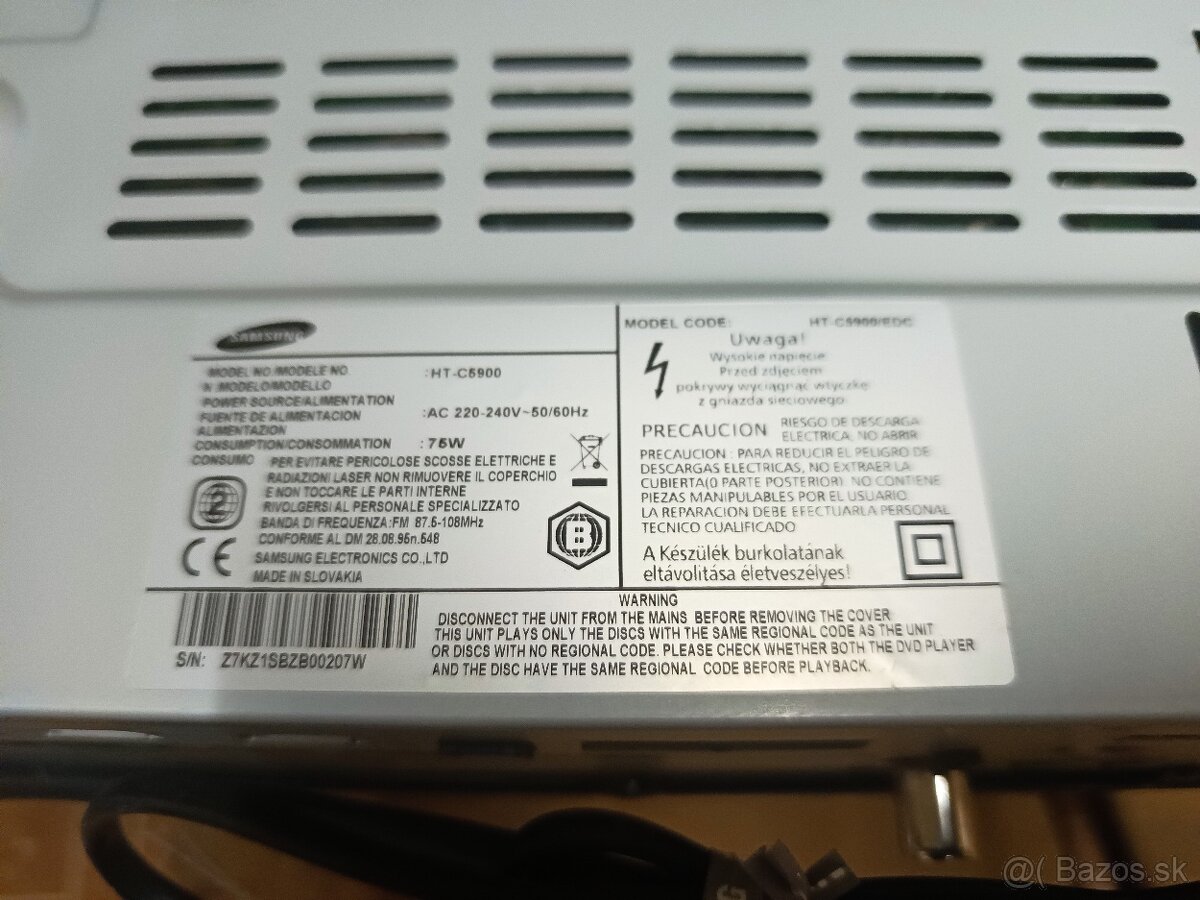 SAMSUNG
MODEL NO./MODELE NO. : HT-C5900
N ; MODELO/MODELLO
POWER SOURCE/ALIMENTATION
FUENTE DE ALIMENTACION : AC 220-240V~50/60Hz
ALIMENTAZION
CONSUMPTION/CONSOMMATION : 75W
CONSUMO
PER EVITARE PERICOLOSE SCOSSE ELETTRICHE E
RADIAZIONI LASER NON RIMUOVERE IL COPERCHIO
E NON TOCCARE LE PARTI INTERNE
RIVOLGERSI AL PERSONALE SPECIALIZZATO
BANDA DI FREQUENZA:FM 87.5-108MHz
CONFORME AL DM 28.08.95n.548
SAMSUNG ELECTRONICS CO.,LTD
MADE IN SLOVAKIA
2
CE
B
MODEL CODE: HT-C5900/EDC
Uwaga!
Wysokie napięcie
Przed zdjęciem
pokrywy wyciągnąć wtyczkę
z gniazda sieciowego
PRECAUCION RIESGO DE DESCARGA
ELECTRICA. NO ABRIR
PRECAUCION : PARA REDUCIR EL PELIGRO DE
DESCARGAS ELECTRICAS, NO EXTRAER LA
CUBIERTA(O PARTE POSTERIOR). NO CONTIENE
PIEZAS MANIPULABLES POR EL USUARIO.
LA REPARACION DEBE EFECTUARLA PERSONAL
TECNICO CUALIFICADO
A Készülék burkolatának
eltávolitása életveszélyes!
S/N: Z7KZ1SBZB00207W
WARNING
DISCONNECT THE UNIT FROM THE MAINS BEFORE REMOVING THE COVER
THIS UNIT PLAYS ONLY THE DISCS WITH THE SAME REGIONAL CODE AS THE UNIT
OR DISCS WITH NO REGIONAL CODE. PLEASE CHECK WHETHER BOTH THE DVD PLAYER
AND THE DISC HAVE THE SAME REGIONAL CODE BEFORE PLAYBACK.
@( Bazos.sk